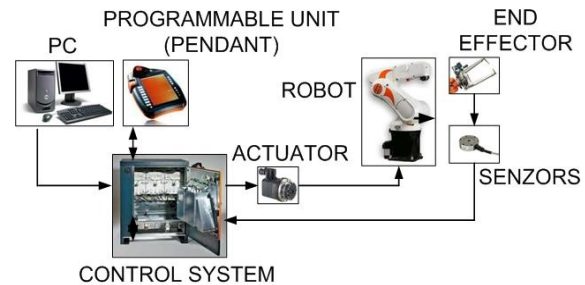 PC
PROGRAMMABLE UNIT
(PENDANT)
END
EFFECTOR
ROBOT
ACTUATOR
SENZORS
CONTROL SYSTEM